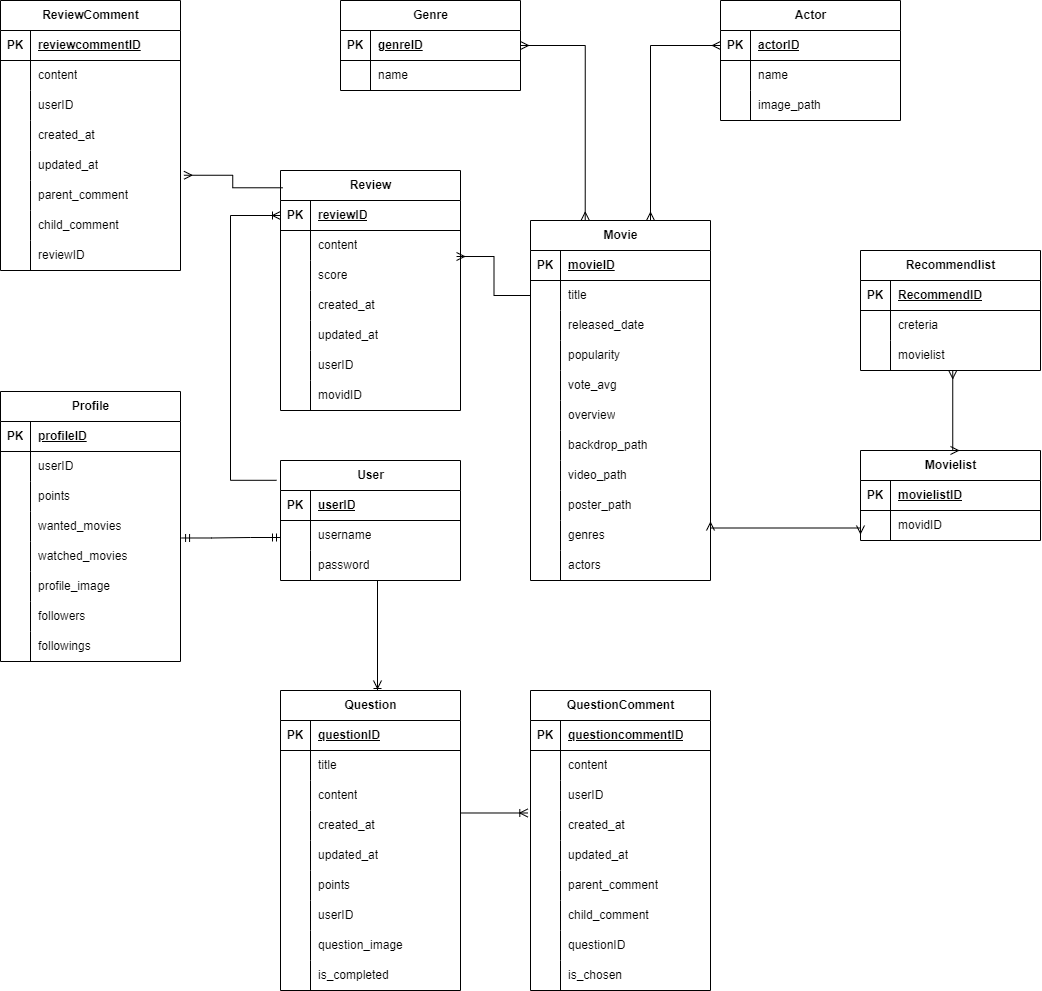 ReviewComment
PK reviewcommentID
content
userID
created_at
updated_at
parent_comment
child_comment
reviewID
Genre
PK genreID
name
Actor
PK actorID
name
image_path
Review
PK reviewID
content
score
created_at
updated_at
userID
movidID
Movie
PK movieID
title
released_date
popularity
vote_avg
overview
backdrop_path
video_path
poster_path
genres
actors
Recommendlist
PK RecommendID
creteria
movielist
Profile
PK profileID
userID
points
wanted_movies
watched_movies
profile_image
followers
followings
User
PK userID
username
password
Movielist
PK movielistID
movidID
Question
PK questionID
title
content
created_at
updated_at
points
userID
question_image
is_completed
QuestionComment
PK questioncommentID
content
userID
created_at
updated_at
parent_comment
child_comment
questionID
is_chosen